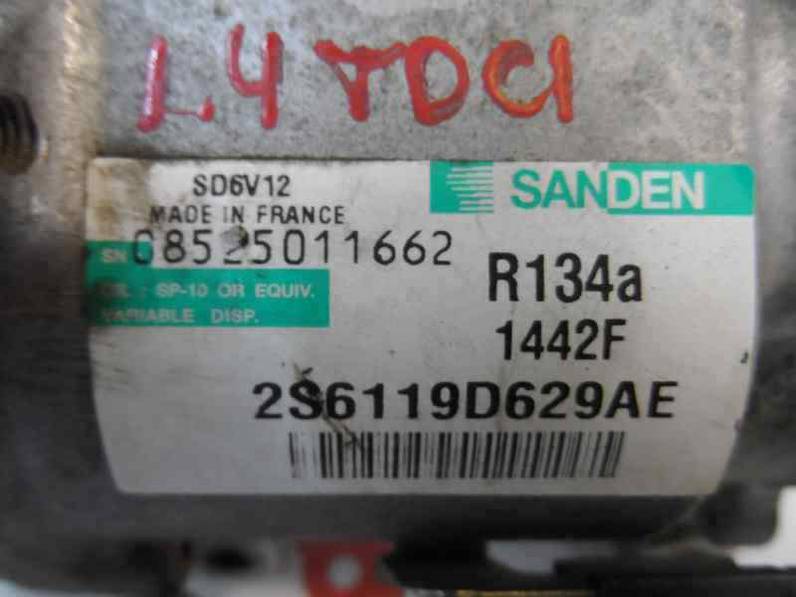 1.4 TDCI
SD6V12
SANDEN
MADE IN FRANCE
SN 08525011662
R134a
OIL : SP-10 OR EQUIV.
VARIABLE DISP.
1442F
2S6119D629AE